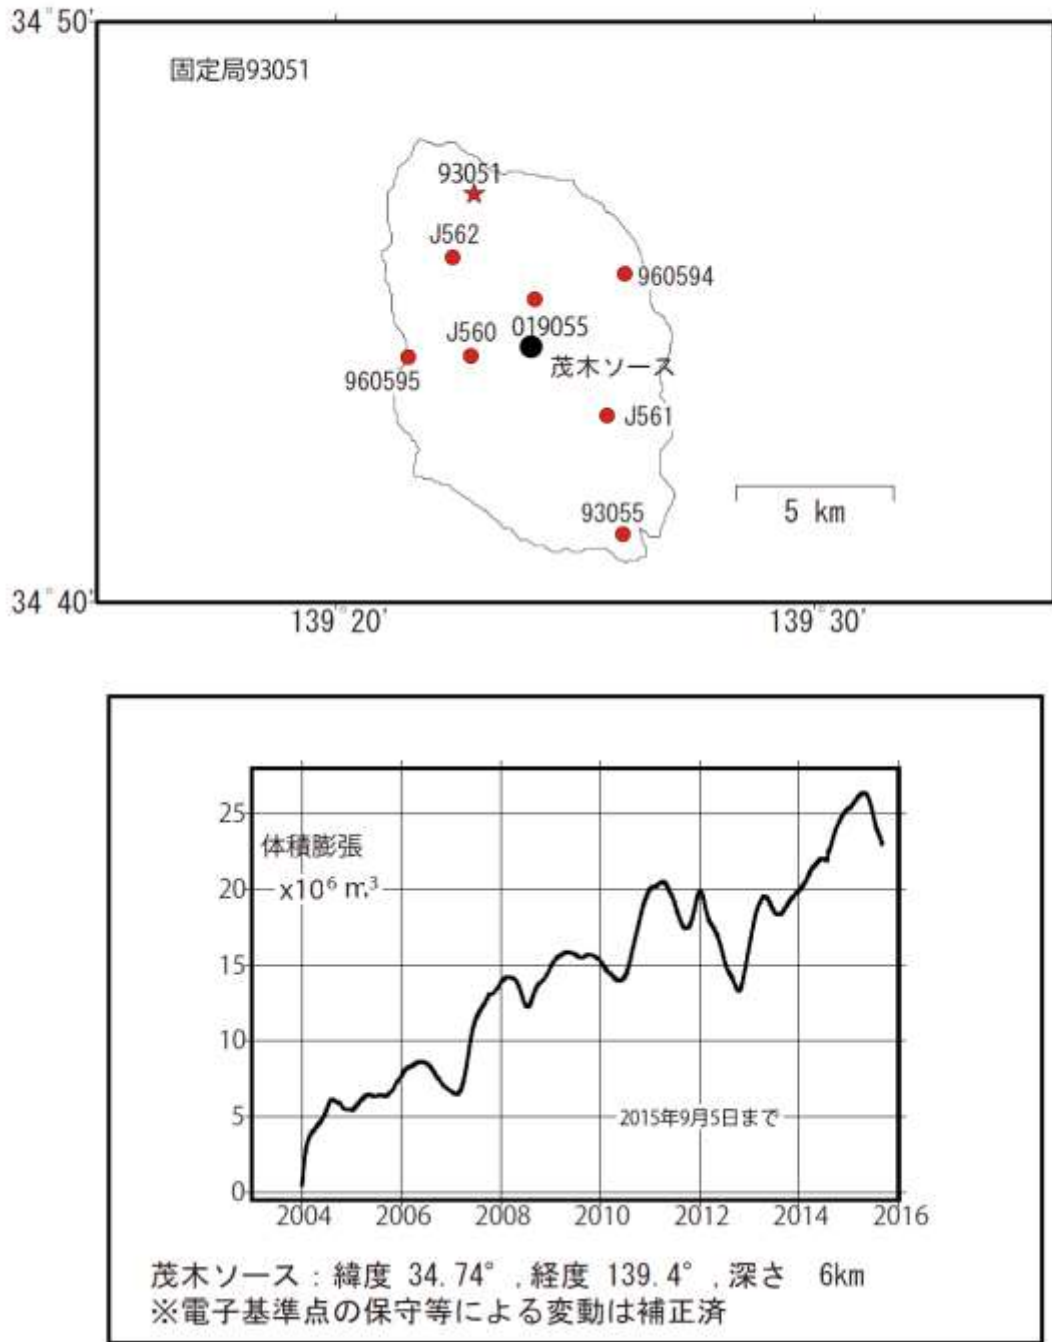 34°50'
固定局93051
93051
J562
960594
019055
J560
茂木ソース
960595
J561
93055
5 km
34°40'
139°20'
139°30'
25
体積膨張
20
x10⁶ m³
15
10
5
2015年9月5日まで
0
2004 2006 2008 2010 2012 2014 2016
茂木ソース : 緯度 34.74° , 経度 139.4° , 深さ 6km
※電子基準点の保守等による変動は補正済